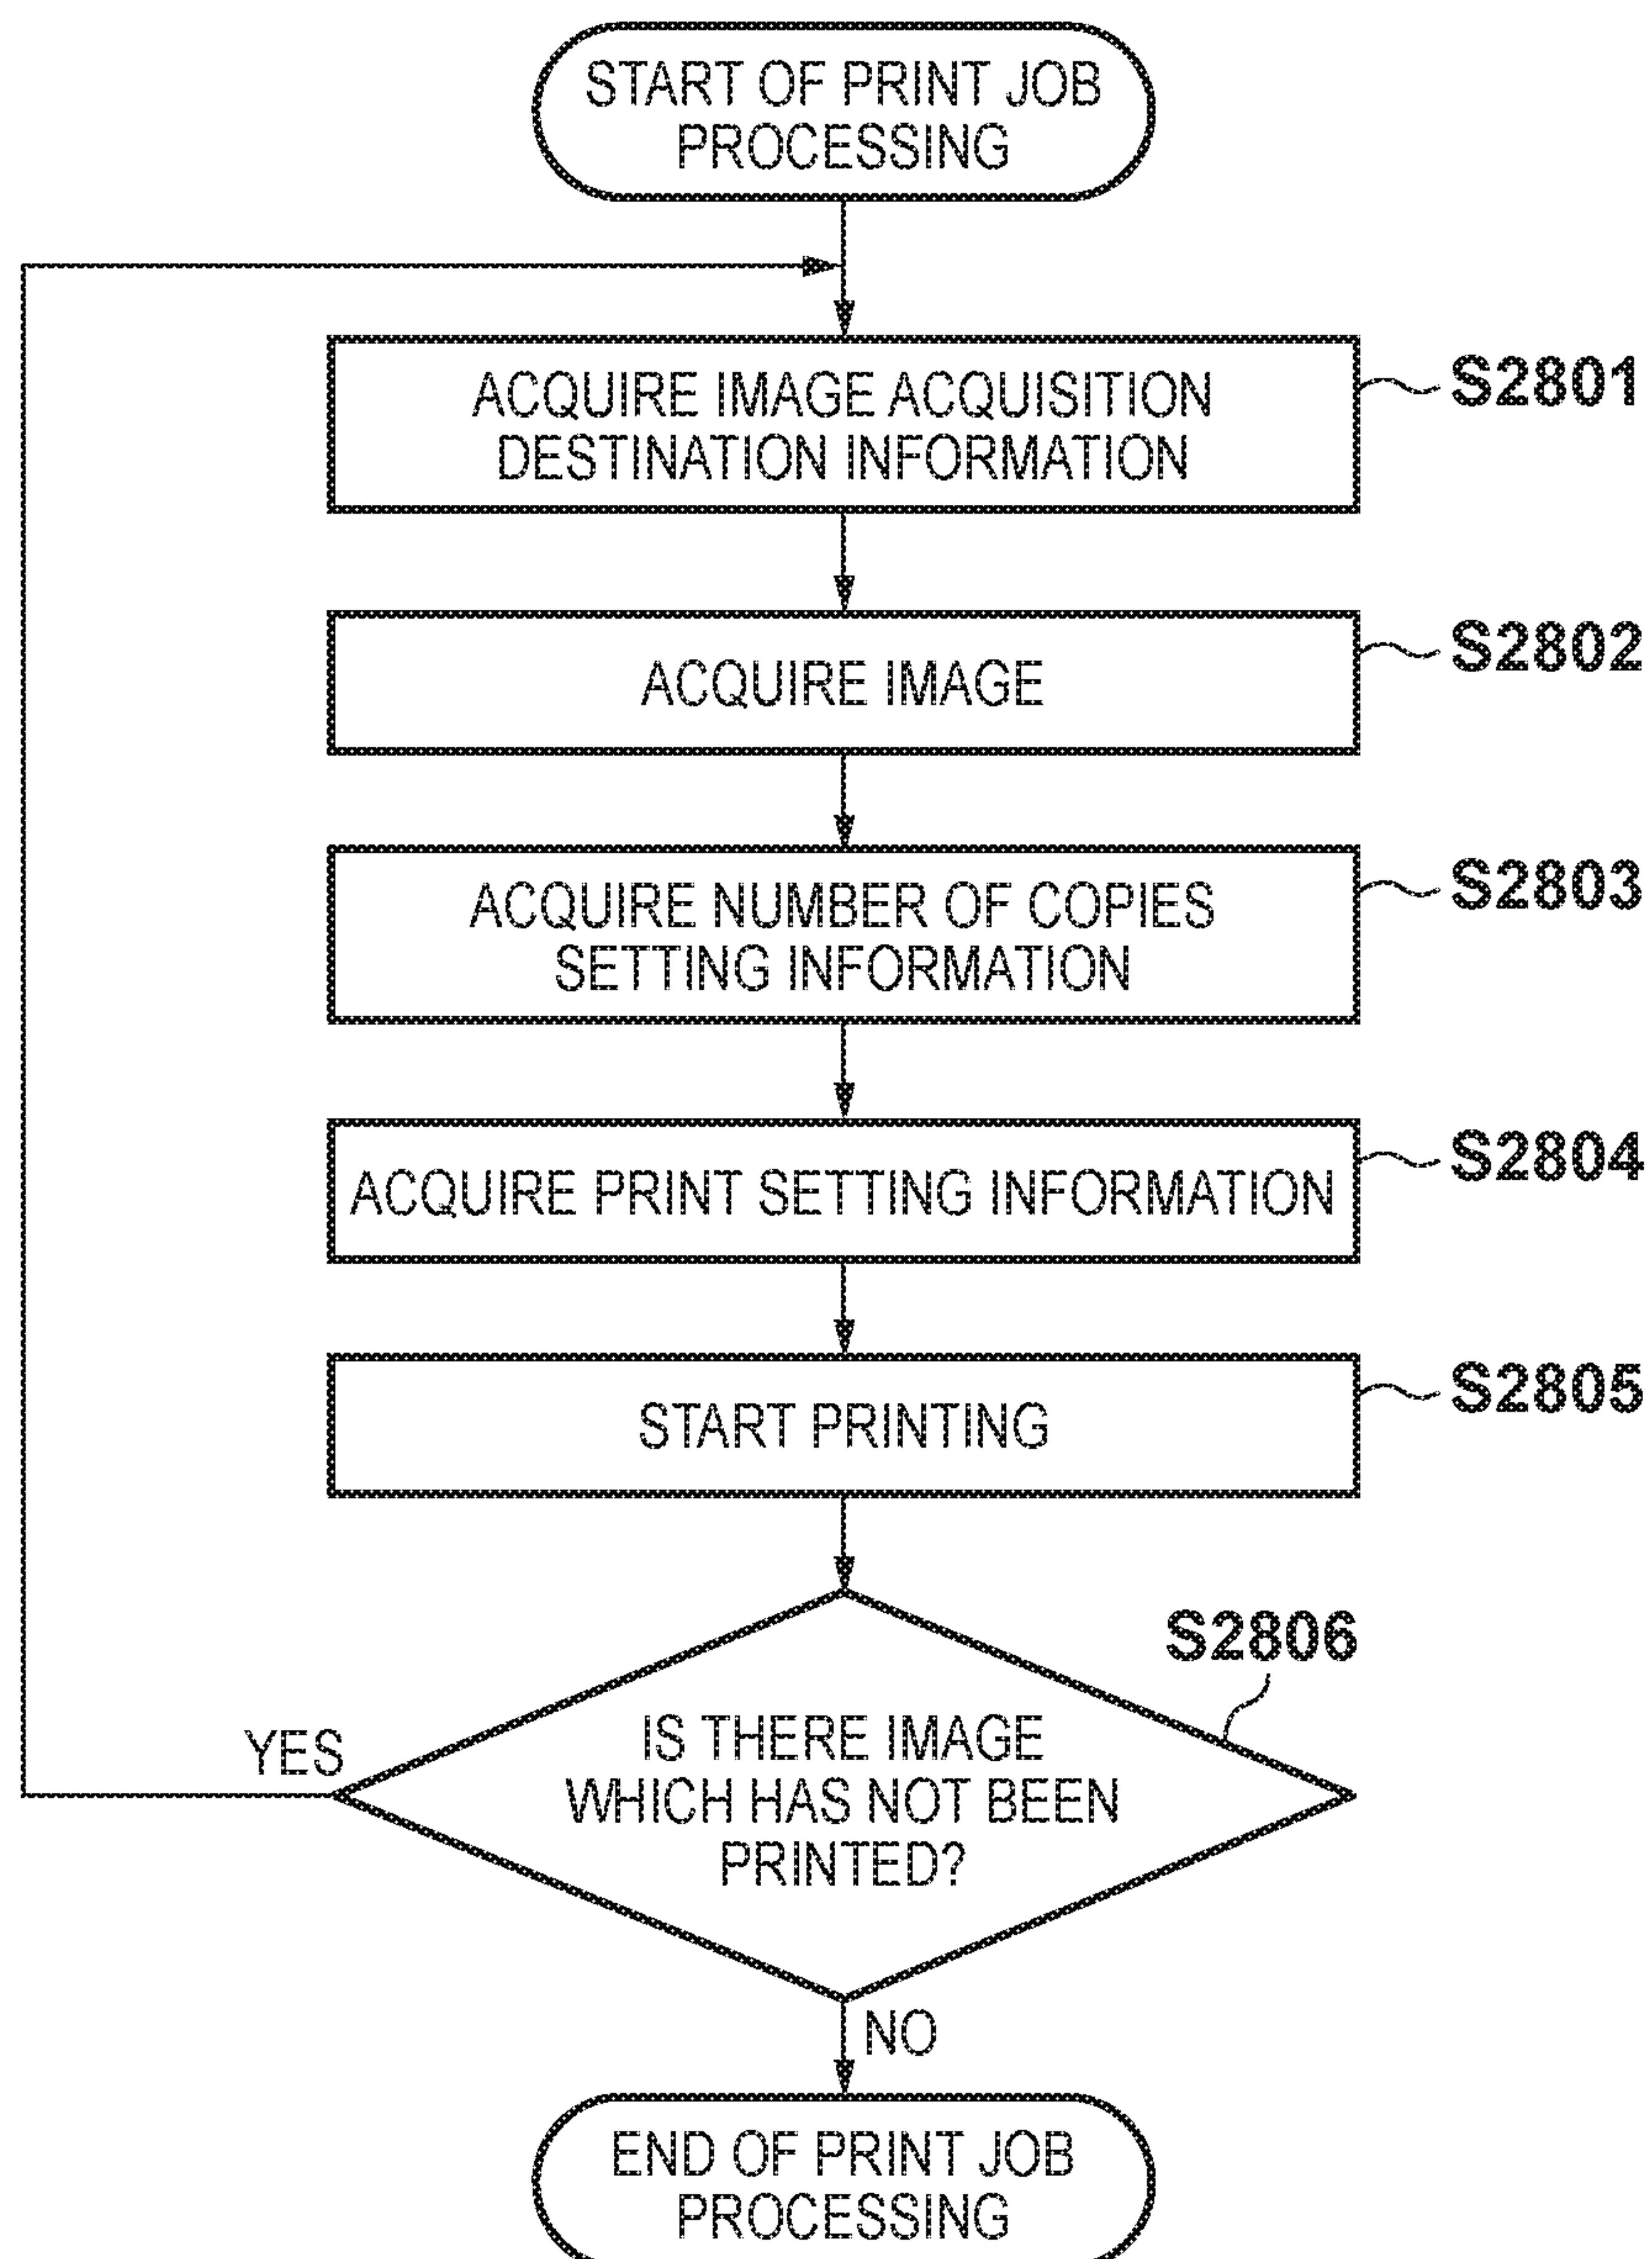 START OF PRINT JOB
PROCESSING
ACQUIRE IMAGE ACQUISITION
DESTINATION INFORMATION
S2801
ACQUIRE IMAGE
S2802
ACQUIRE NUMBER OF COPIES
SETTING INFORMATION
S2803
ACQUIRE PRINT SETTING INFORMATION
S2804
START PRINTING
S2805
S2806
IS THERE IMAGE
WHICH HAS NOT BEEN
PRINTED?
YES
NO
END OF PRINT JOB
PROCESSING